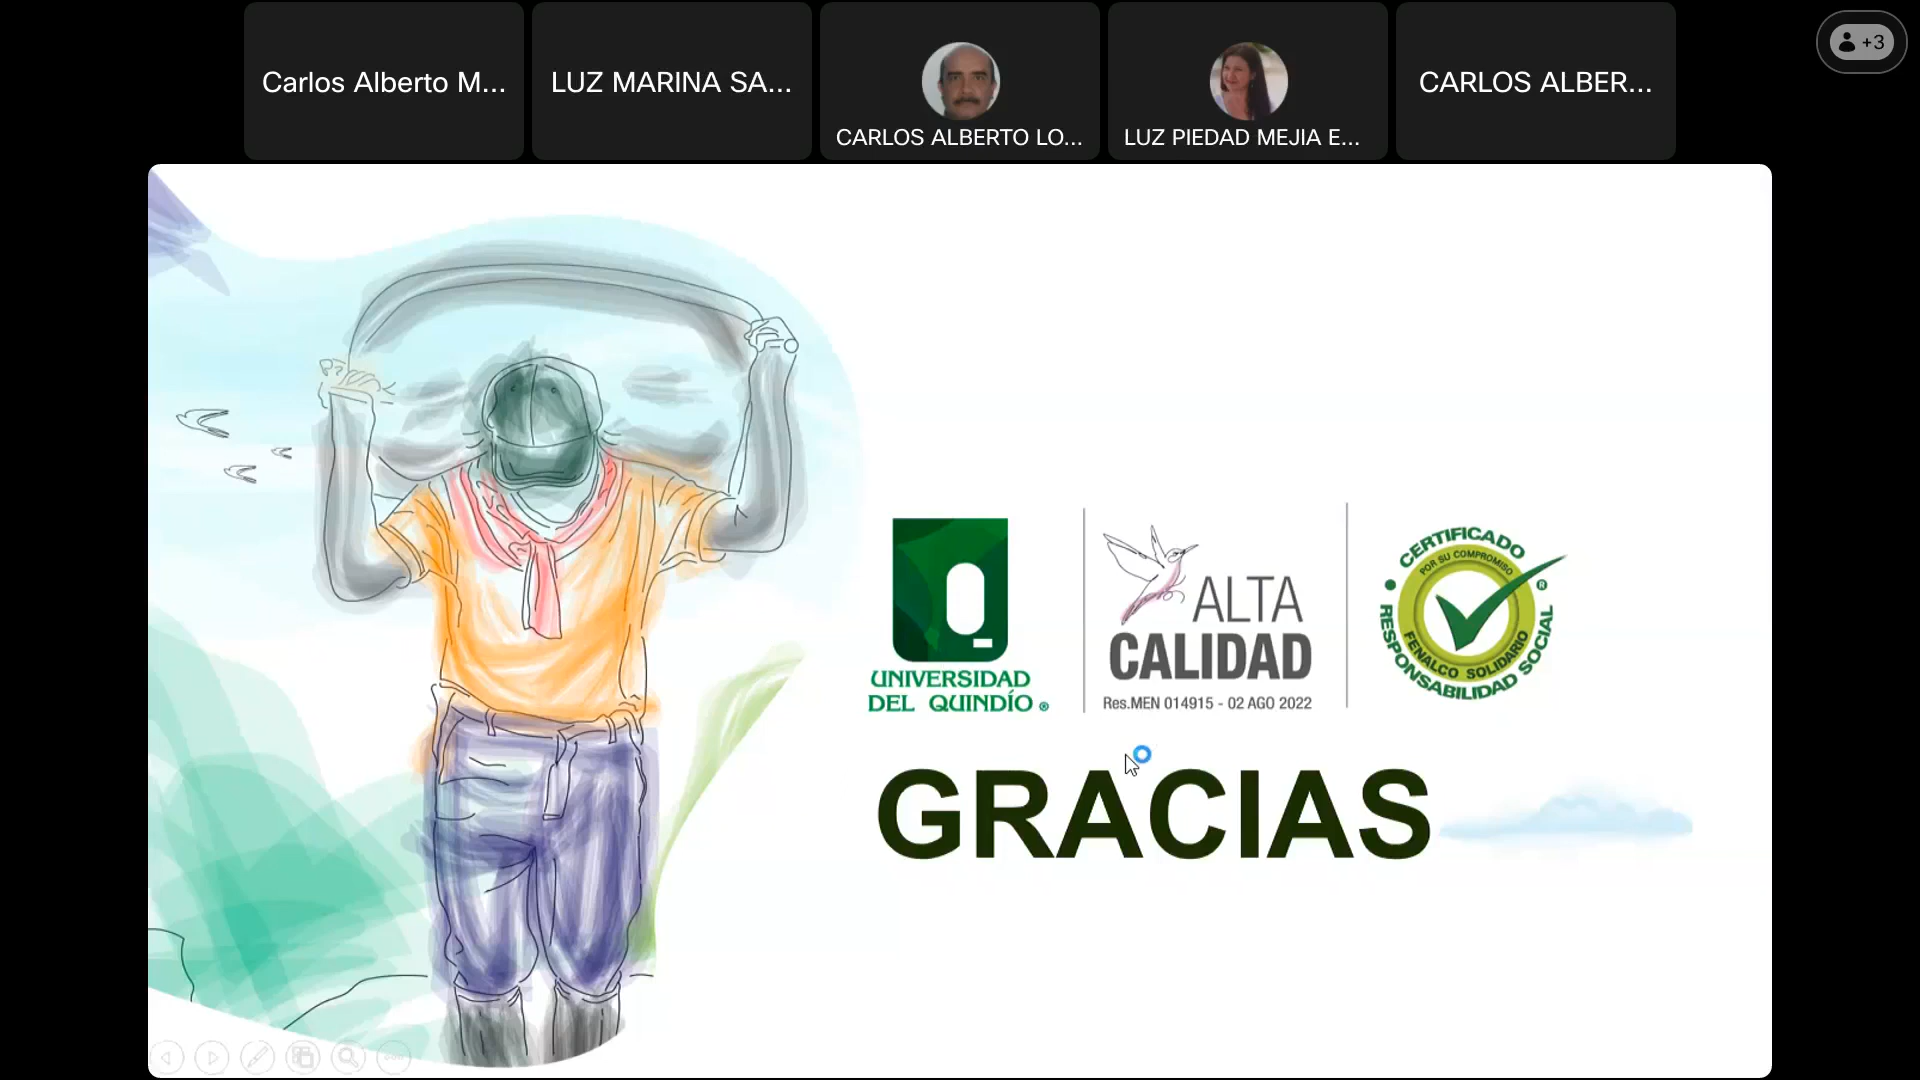 Carlos Alberto M...
LUZ MARINA SA...
CARLOS ALBERTO LO...
LUZ PIEDAD MEJIA E...
CARLOS ALBER...
+3
UNIVERSIDAD
DEL QUINDÍO ®
ALTA
CALIDAD
Res.MEN 014915 - 02 AGO 2022
CERTIFICADO
POR SU COMPROMISO
FENALCO SOLIDARIO
RESPONSABILIDAD SOCIAL
®
GRACIAS